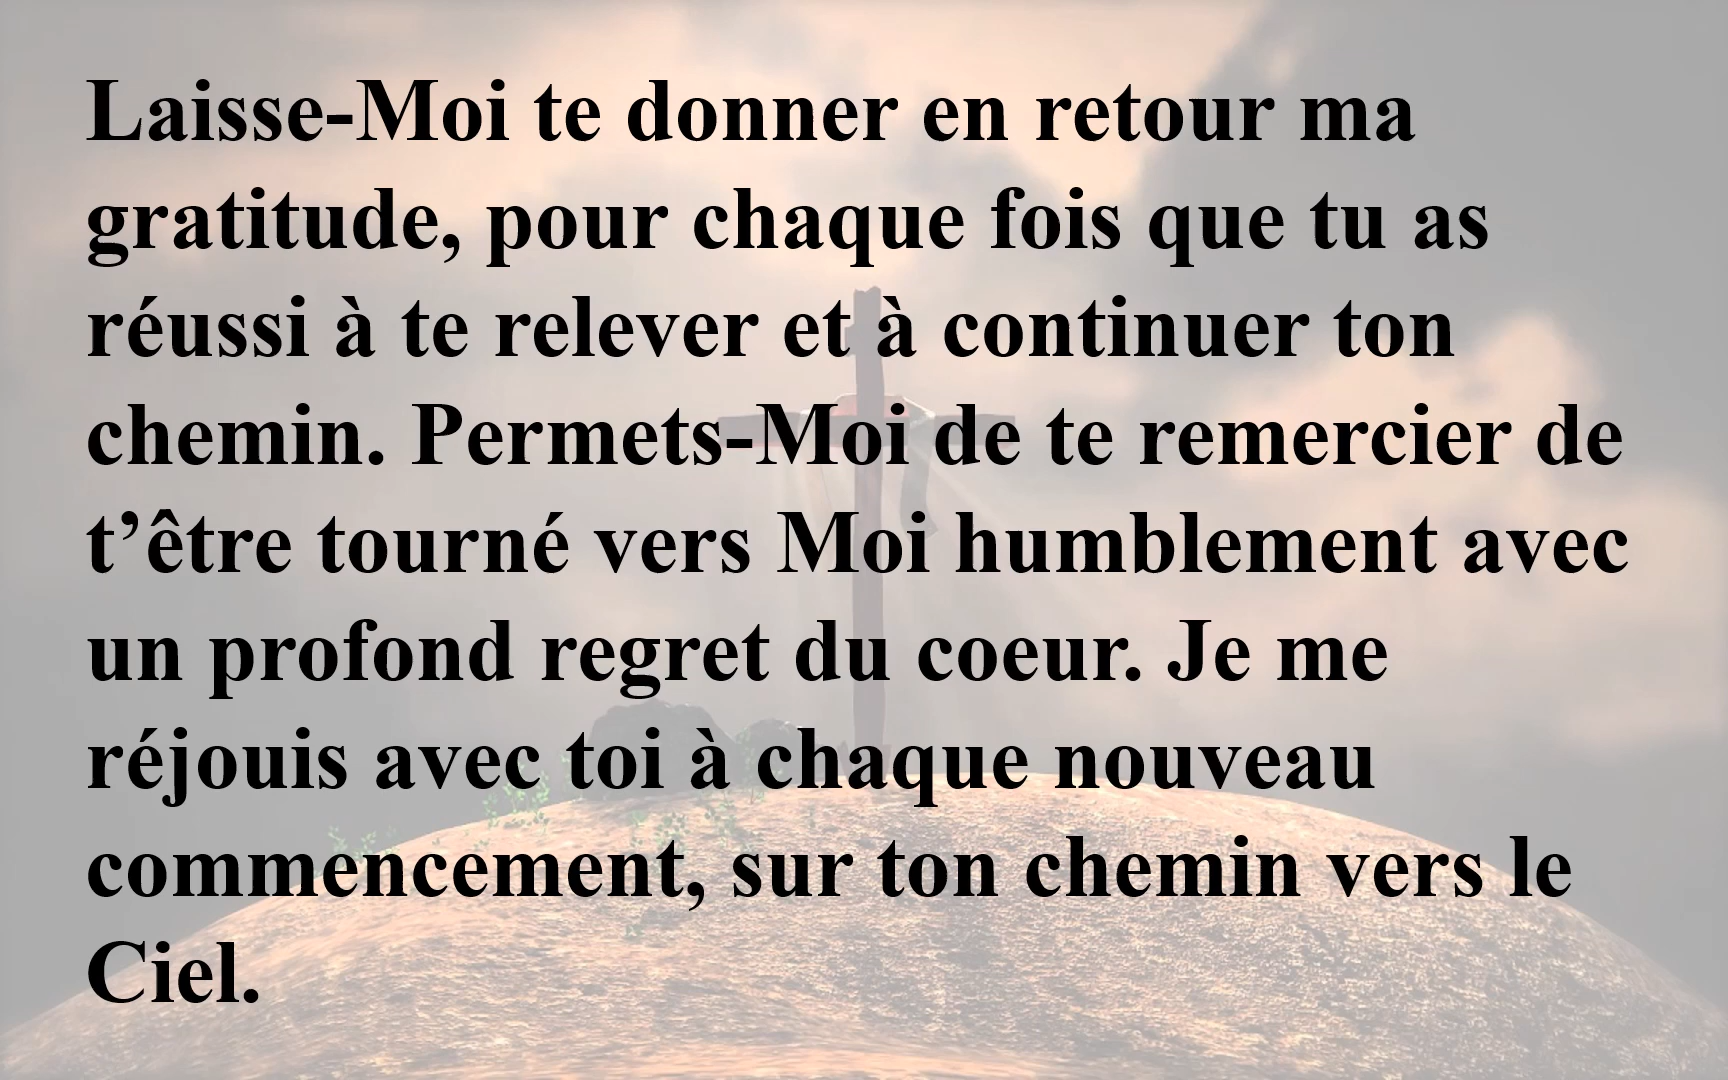 Laisse-Moi te donner en retour ma
gratitude, pour chaque fois que tu as
réussi à te relever et à continuer ton
chemin. Permets-Moi de te remercier de
t’être tourné vers Moi humblement avec
un profond regret du coeur. Je me
réjouis avec toi à chaque nouveau
commencement, sur ton chemin vers le
Ciel.